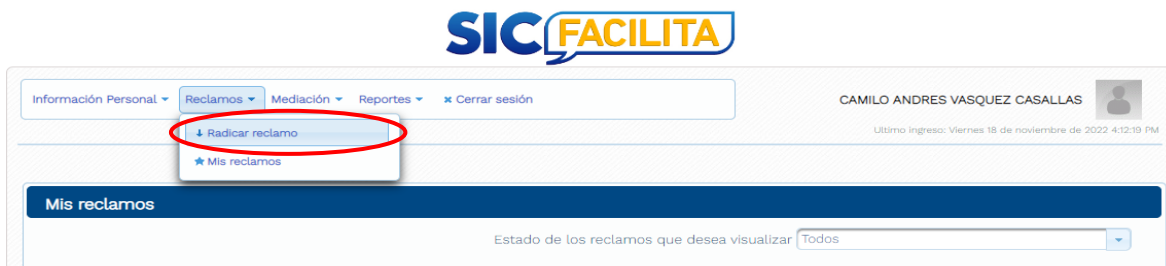 SIC FACILITA
Información Personal Reclamos Mediación Reportes × Cerrar sesión
CAMILO ANDRES VASQUEZ CASALLAS
Ultimo ingreso: Viernes 18 de noviembre de 2022 4:12:19 PM
Radicar reclamo
Mis reclamos
Mis reclamos
Estado de los reclamos que desea visualizar Todos